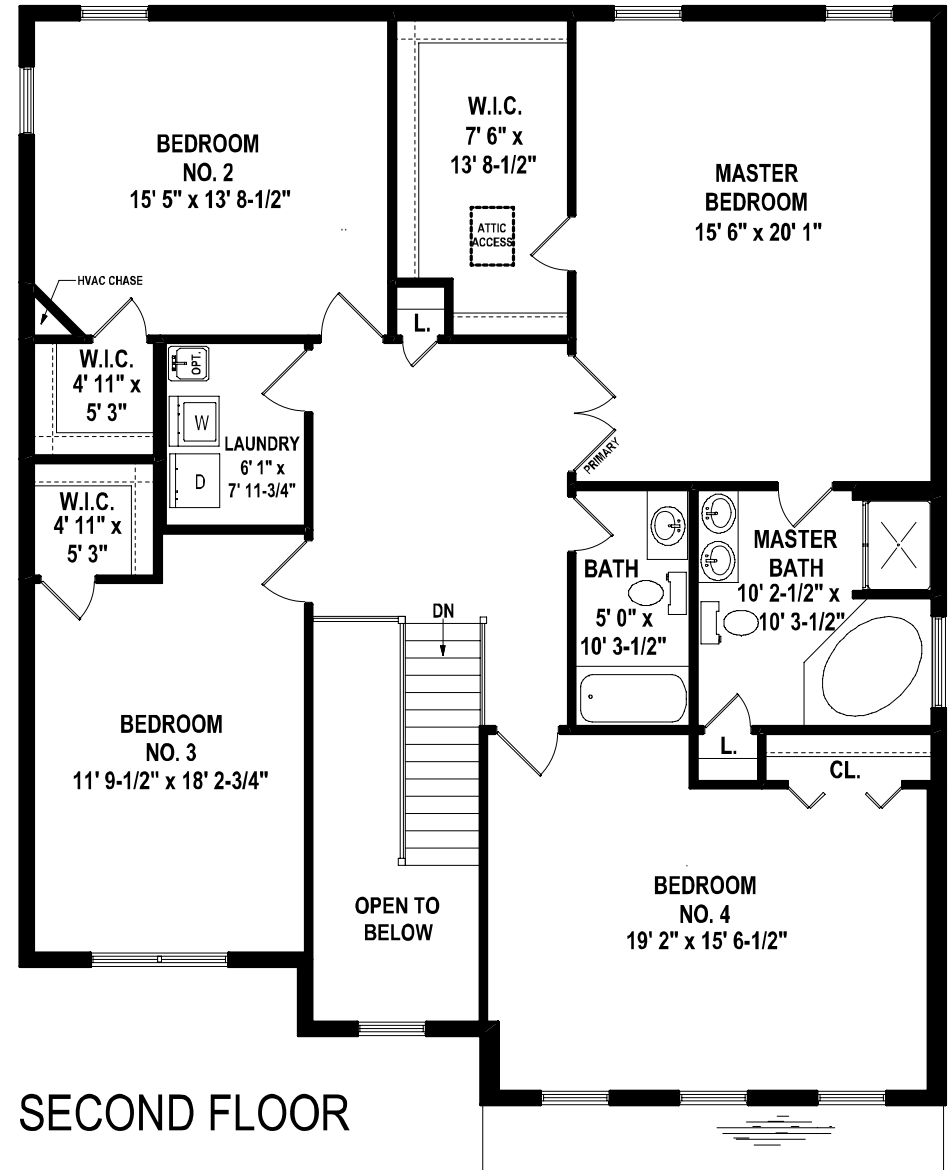 BEDROOM
NO. 2
15' 5" x 13' 8-1/2"
W.I.C.
7' 6" x
13' 8-1/2"
ATTIC
ACCESS
MASTER
BEDROOM
15' 6" x 20' 1"
HVAC CHASE
L.
W.I.C.
4' 11" x
5' 3"
OPT.
W
D
LAUNDRY
6' 1" x
7' 11-3/4"
PRIMARY
W.I.C.
4' 11" x
5' 3"
BATH
5' 0" x
10' 3-1/2"
MASTER
BATH
10' 2-1/2" x
10' 3-1/2"
DN
BEDROOM
NO. 3
11' 9-1/2" x 18' 2-3/4"
L.
CL.
OPEN TO
BELOW
BEDROOM
NO. 4
19' 2" x 15' 6-1/2"
SECOND FLOOR